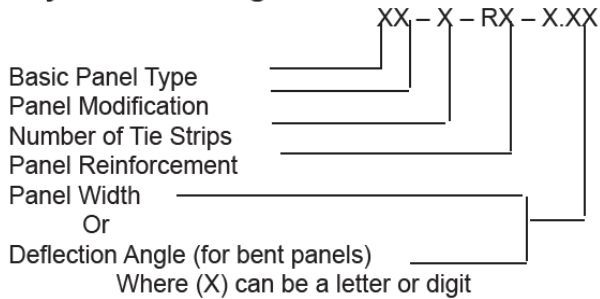 XX – X – RX – X.XX
Basic Panel Type
Panel Modification
Number of Tie Strips
Panel Reinforcement
Panel Width
Or
Deflection Angle (for bent panels)
Where (X) can be a letter or digit